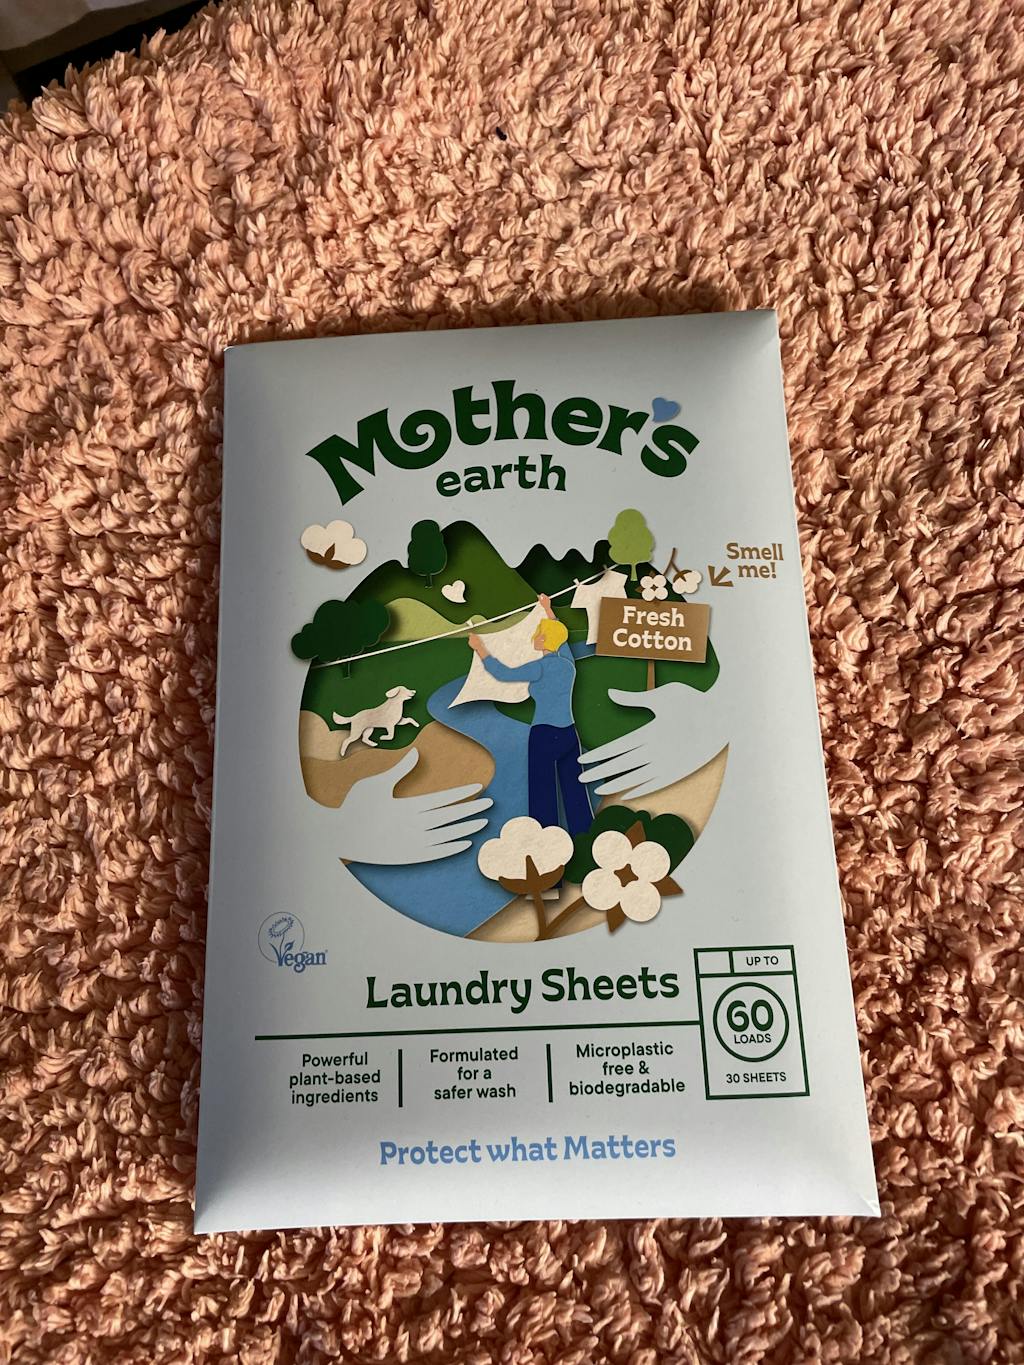 Mother's
earth
Smell
me!
Fresh
Cotton
Vegan
Laundry Sheets
UP TO
60
LOADS
30 SHEETS
Powerful
plant-based
ingredients
Formulated
for a
safer wash
Microplastic
free &
biodegradable
Protect what Matters